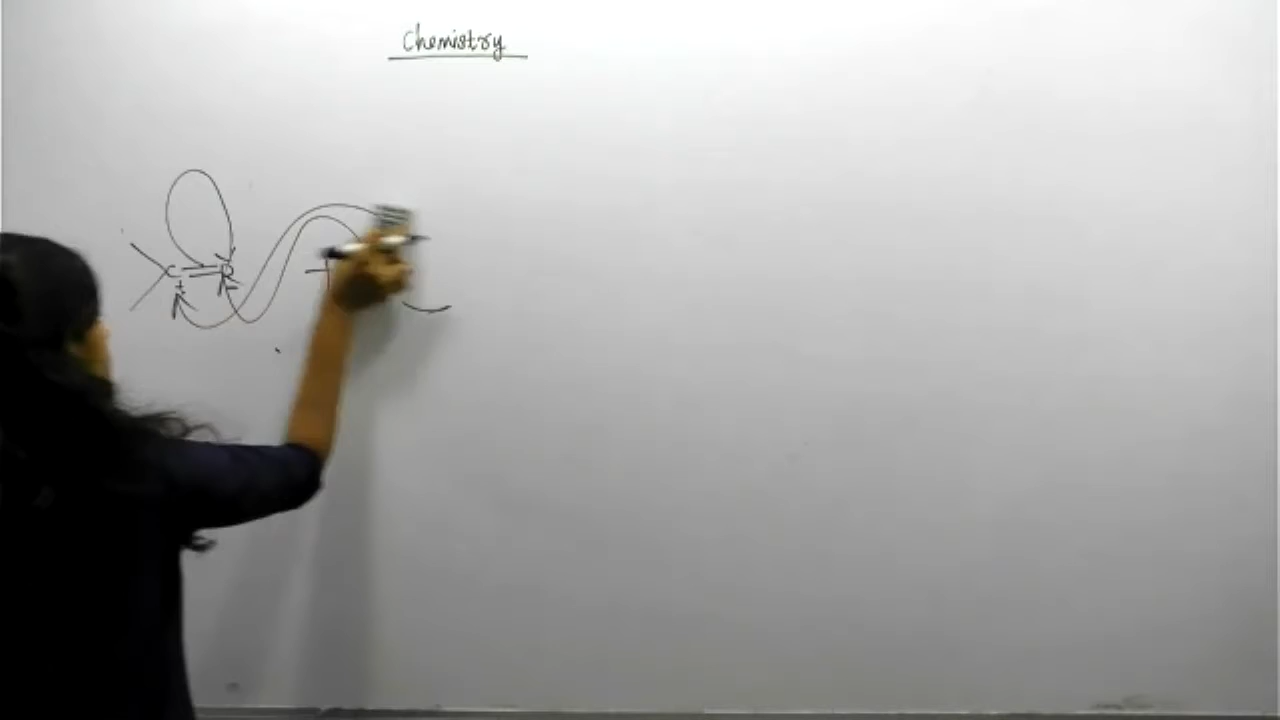 Chemistry
C = O
+ -
+